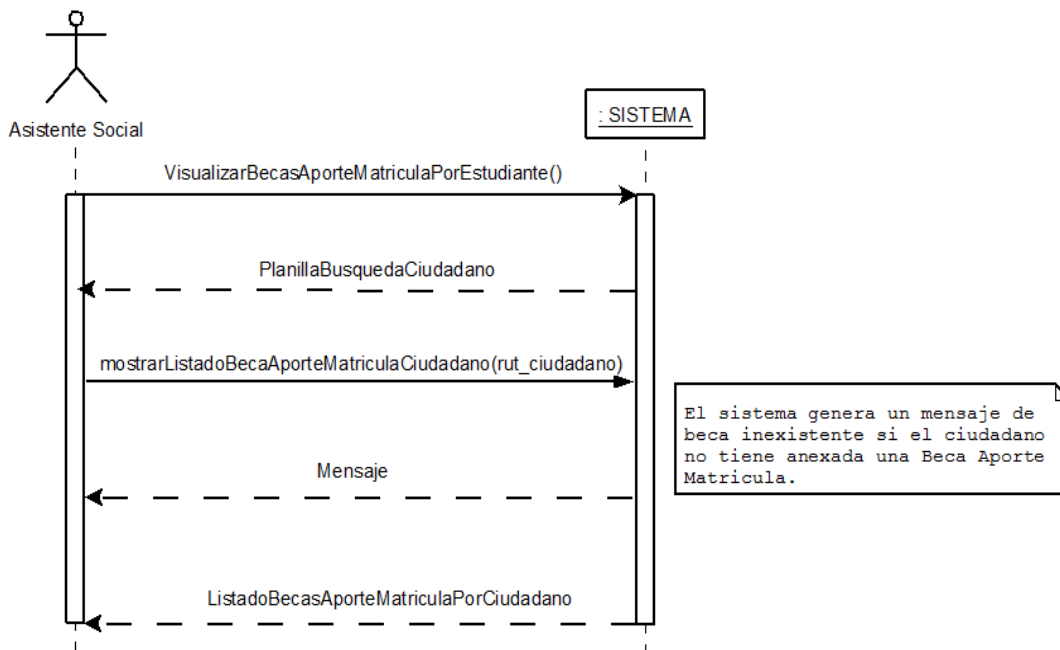 Asistente Social
: SISTEMA
VisualizarBecasAporteMatriculaPorEstudiante()
PlanillaBusquedaCiudadano
mostrarListadoBecaAporteMatriculaCiudadano(rut_ciudadano)
El sistema genera un mensaje de
beca inexistente si el ciudadano
no tiene anexada una Beca Aporte
Matricula.
Mensaje
ListadoBecasAporteMatriculaPorCiudadano